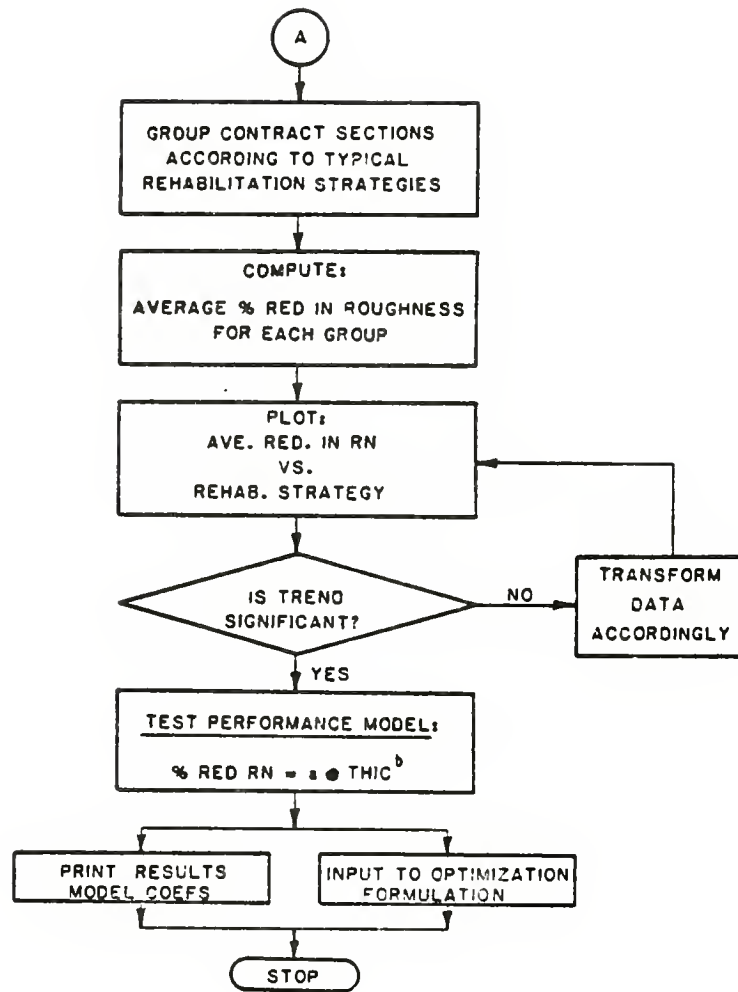 A
GROUP CONTRACT SECTIONS
ACCORDING TO TYPICAL
REHABILITATION STRATEGIES
COMPUTE:
AVERAGE % RED IN ROUGHNESS
FOR EACH GROUP
PLOT:
AVE. RED. IN RN
VS.
REHAB. STRATEGY
IS TREND
SIGNIFICANT?
NO
TRANSFORM
DATA
ACCORDINGLY
YES
TEST PERFORMANCE MODEL:
% RED RN = a • THIC^b
PRINT RESULTS
MODEL COEFS
INPUT TO OPTIMIZATION
FORMULATION
STOP